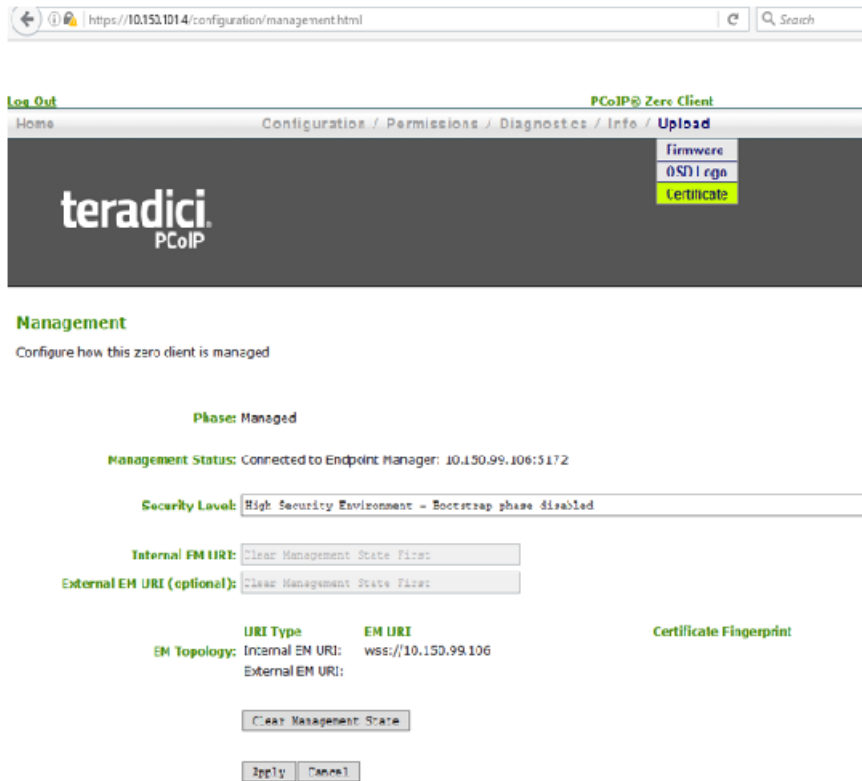 https://10.150.101.4/configuration/management.html
Search
Log Out
PCoIP® Zero Client
Home
Configuration / Permissions / Diagnostics / Info / Upload
Firmware
OSD Logo
Certificate
teradici.
PCoIP
Management
Configure how this zero client is managed
Phase: Managed
Management Status: Connected to Endpoint Manager: 10.150.99.106:5172
Security Level: High Security Environment - Bootstrap phase disabled
Internal EM URI: Clear Management State First
External EM URI (optional): Clear Management State First
URI Type EM URI Certificate Fingerprint
EM Topology: Internal EM URI: wss://10.150.99.106
External EM URI:
Clear Management State
Apply Cancel